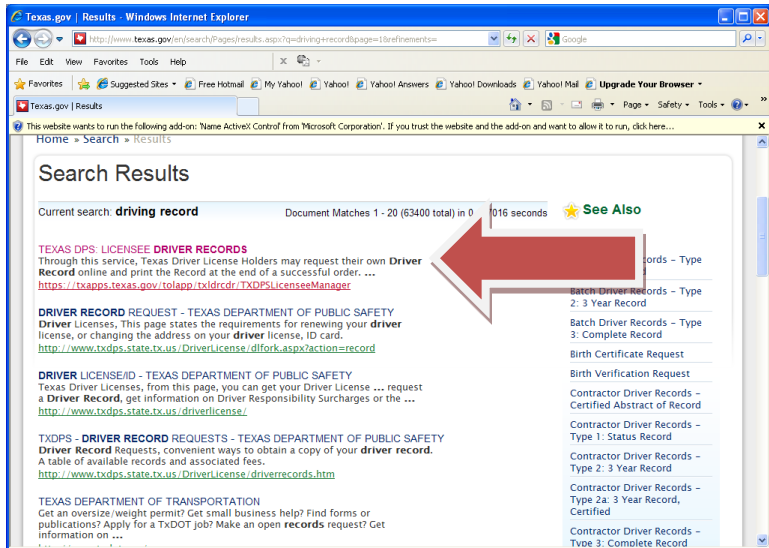 Texas.gov | Results - Windows Internet Explorer
http://www.texas.gov/en/search/Pages/results.aspx?q=driving+record&page=1&refinements=
Google
File Edit View Favorites Tools Help
Favorites Suggested Sites Free Hotmail My Yahoo! Yahoo! Yahoo! Answers Yahoo! Downloads Yahoo! Mail Upgrade Your Browser
Texas.gov | Results
Page Safety Tools
This website wants to run the following add-on: 'Name ActiveX Control' from 'Microsoft Corporation'. If you trust the website and the add-on and want to allow it to run, click here...
Home » Search » Results
Search Results
Current search: driving record
Document Matches 1 - 20 (63400 total) in 0 7016 seconds
TEXAS DPS: LICENSEE DRIVER RECORDS
Through this service, Texas Driver License Holders may request their own Driver
Record online and print the Record at the end of a successful order. ...
https://txapps.texas.gov/tolapp/txldrcdr/TXDPSLicenseeManager
DRIVER RECORD REQUEST - TEXAS DEPARTMENT OF PUBLIC SAFETY
Driver Licenses, This page states the requirements for renewing your driver
license, or changing the address on your driver license, ID card.
http://www.txdps.state.tx.us/DriverLicense/dlfork.aspx?action=record
DRIVER LICENSE/ID - TEXAS DEPARTMENT OF PUBLIC SAFETY
Texas Driver Licenses, from this page, you can get your Driver License ... request
a Driver Record, get information on Driver Responsibility Surcharges or the ...
http://www.txdps.state.tx.us/driverlicense/
TXDPS - DRIVER RECORD REQUESTS - TEXAS DEPARTMENT OF PUBLIC SAFETY
Driver Record Requests, convenient ways to obtain a copy of your driver record.
A table of available records and associated fees.
http://www.txdps.state.tx.us/DriverLicense/driverrecords.htm
TEXAS DEPARTMENT OF TRANSPORTATION
Get an oversize/weight permit? Get small business help? Find forms or
publications? Apply for a TxDOT job? Make an open records request? Get
information on ...
See Also
cords - Type
Batch Driver Records - Type
2: 3 Year Record
Batch Driver Records - Type
3: Complete Record
Birth Certificate Request
Birth Verification Request
Contractor Driver Records -
Certified Abstract of Record
Contractor Driver Records -
Type 1: Status Record
Contractor Driver Records -
Type 2: 3 Year Record
Contractor Driver Records -
Type 2a: 3 Year Record,
Certified
Contractor Driver Records -
Type 3: Complete Record